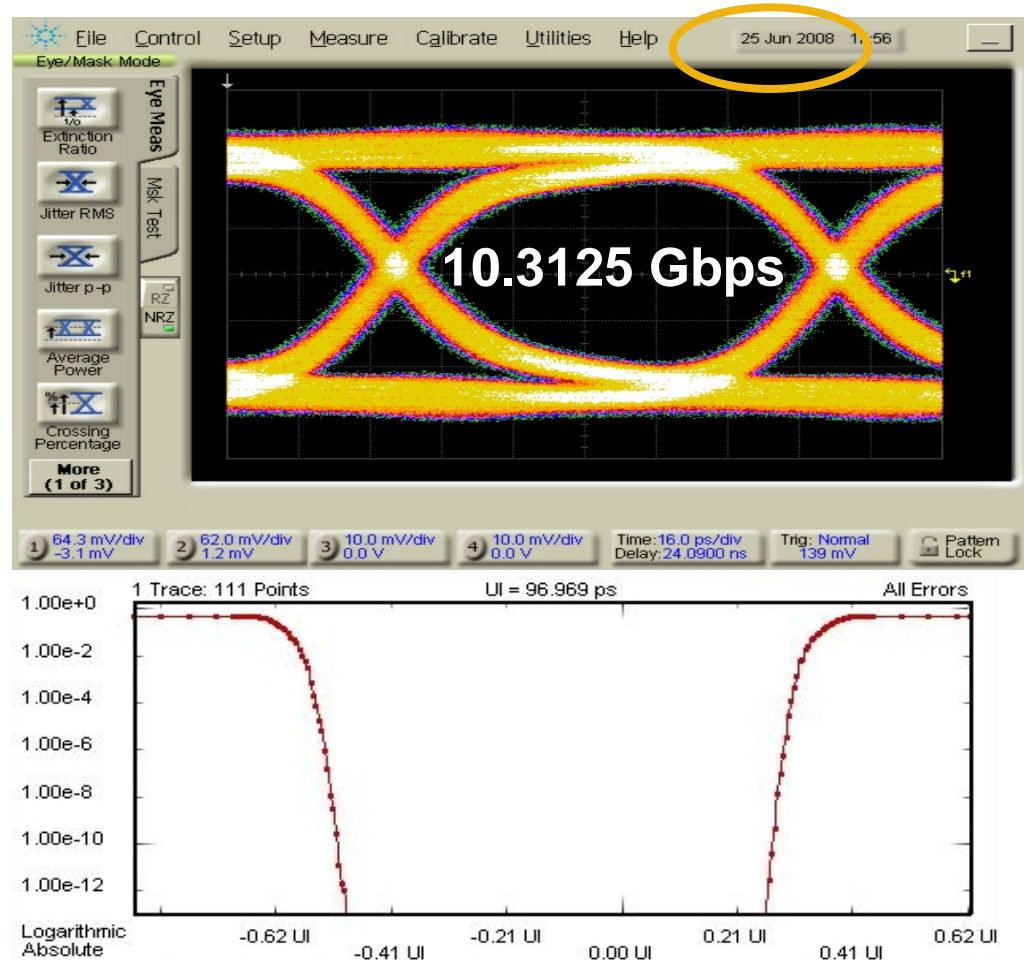 File Control Setup Measure Calibrate Utilities Help 25 Jun 2008
Eye/Mask Mode
Eye Meas
Msk Test
1/0
Extinction
Ratio
Jitter RMS
Jitter p-p
RZ
NRZ
Average
Power
%
Crossing
Percentage
More
(1 of 3)
10.3125 Gbps
f1
1 64.3 mV/div
-3.1 mV
2 62.0 mV/div
1.2 mV
3 10.0 mV/div
0.0 V
4 10.0 mV/div
0.0 V
Time:16.0 ps/div
Delay:24.0900 ns
Trig: Normal
139 mV
Pattern
Lock
1 Trace: 111 Points UI = 96.969 ps All Errors
1.00e+0
1.00e-2
1.00e-4
1.00e-6
1.00e-8
1.00e-10
1.00e-12
Logarithmic
Absolute
-0.62 UI -0.21 UI 0.21 UI 0.62 UI
-0.41 UI 0.00 UI 0.41 UI